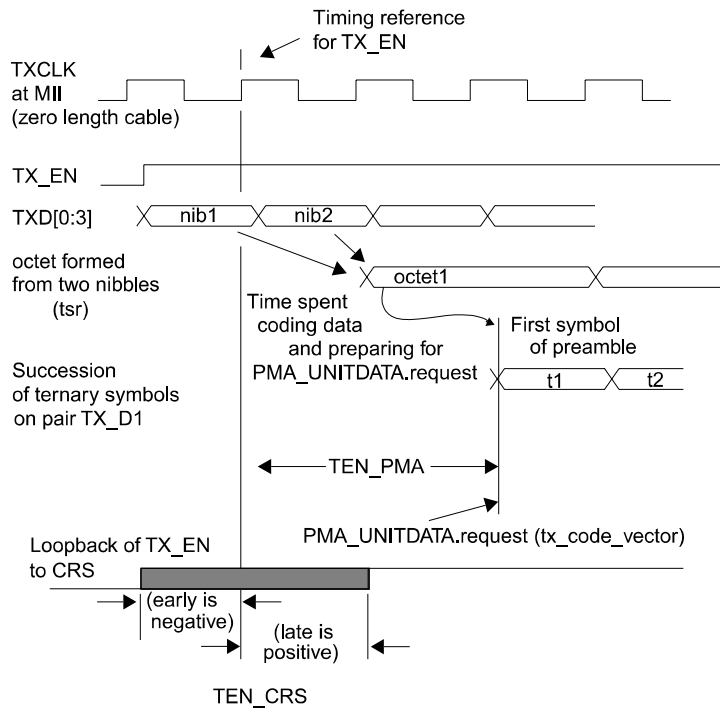 Timing reference
for TX_EN
TXCLK
at MII
(zero length cable)
TX_EN
TXD[0:3]
nib1
nib2
octet formed
from two nibbles
(tsr)
octet1
Time spent
coding data
and preparing for
PMA_UNITDATA.request
First symbol
of preamble
Succession
of ternary symbols
on pair TX_D1
t1
t2
TEN_PMA
PMA_UNITDATA.request (tx_code_vector)
Loopback of TX_EN
to CRS
(early is
negative)
(late is
positive)
TEN_CRS